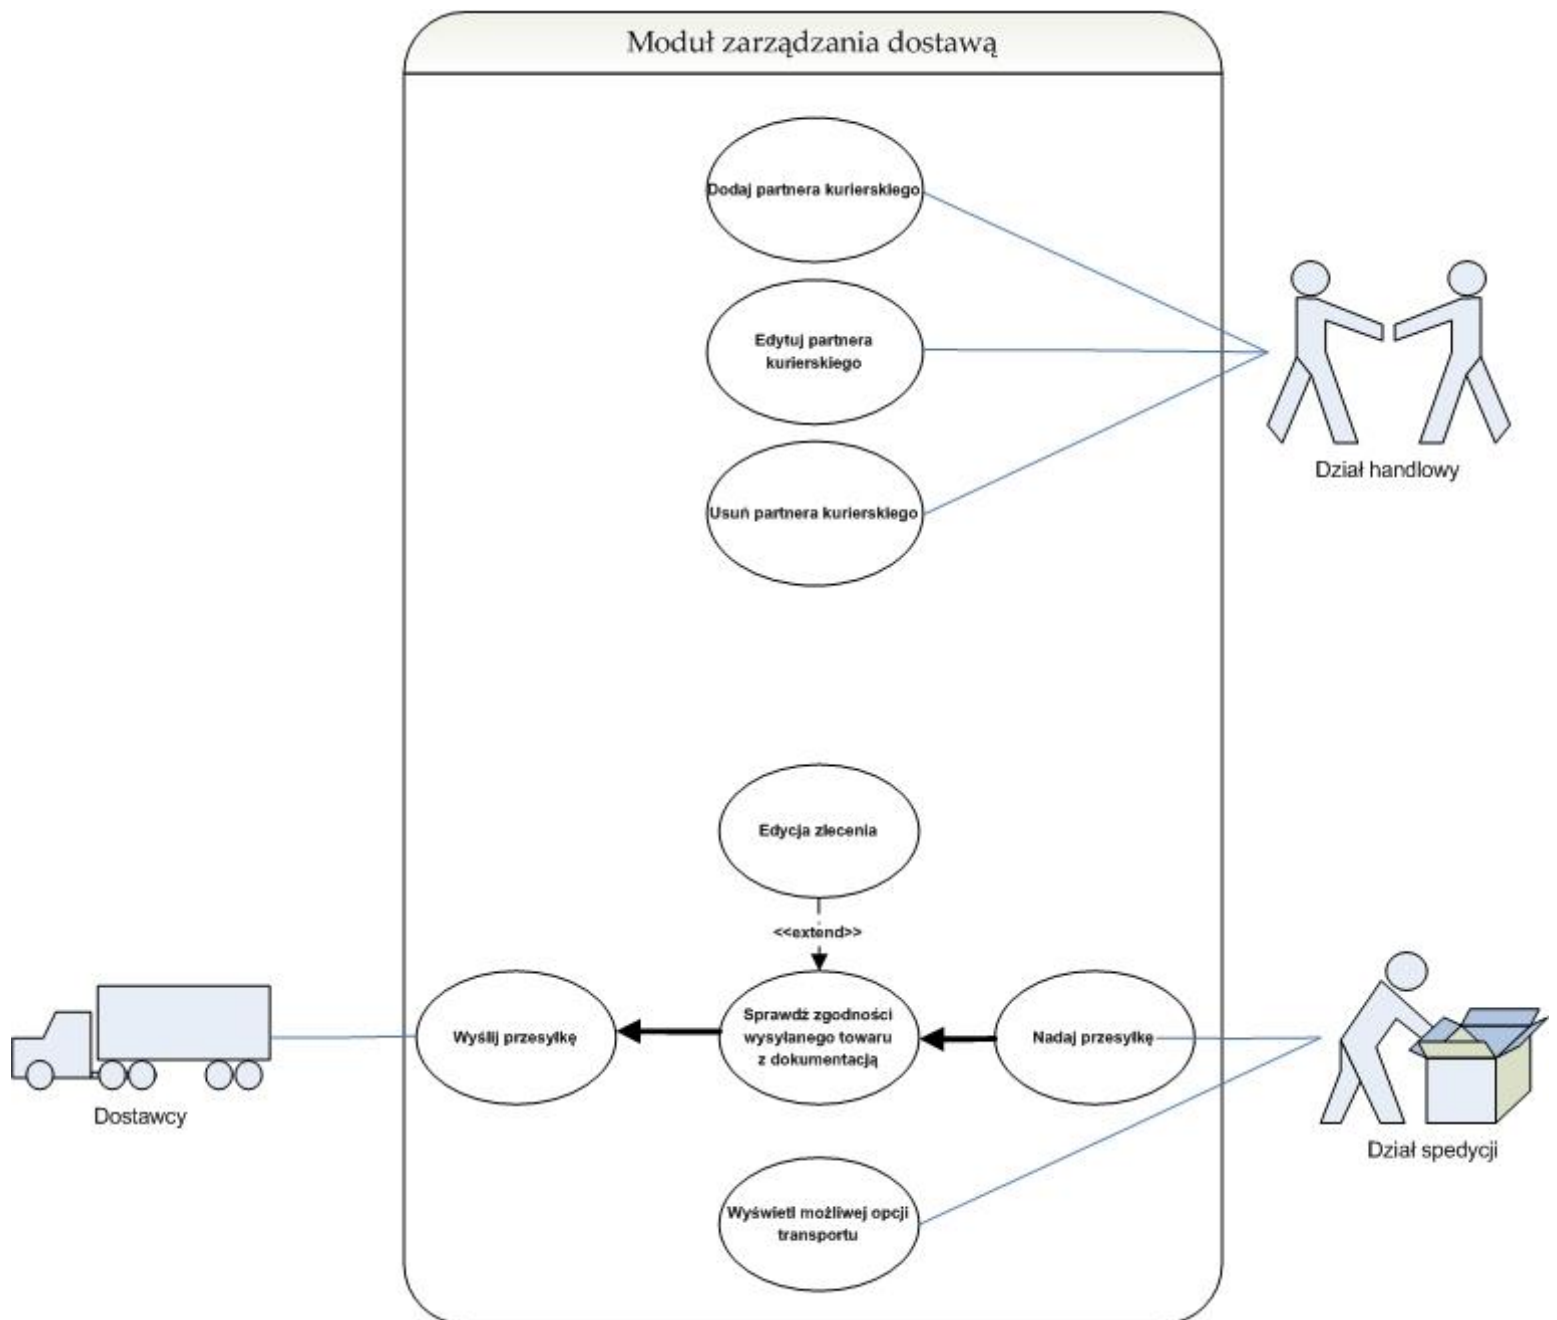 Moduł zarządzania dostawą
Dodaj partnera kurierskiego
Edytuj partnera
kurierskiego
Dział handlowy
Usuń partnera kurierskiego
Edycja zlecenia
<<extend>>
Wyślij przesyłkę
Sprawdź zgodności
wysyłanego towaru
z dokumentacją
Nadaj przesyłkę
Dostawcy
Dział spedycji
Wyświetl możliwej opcji
transportu